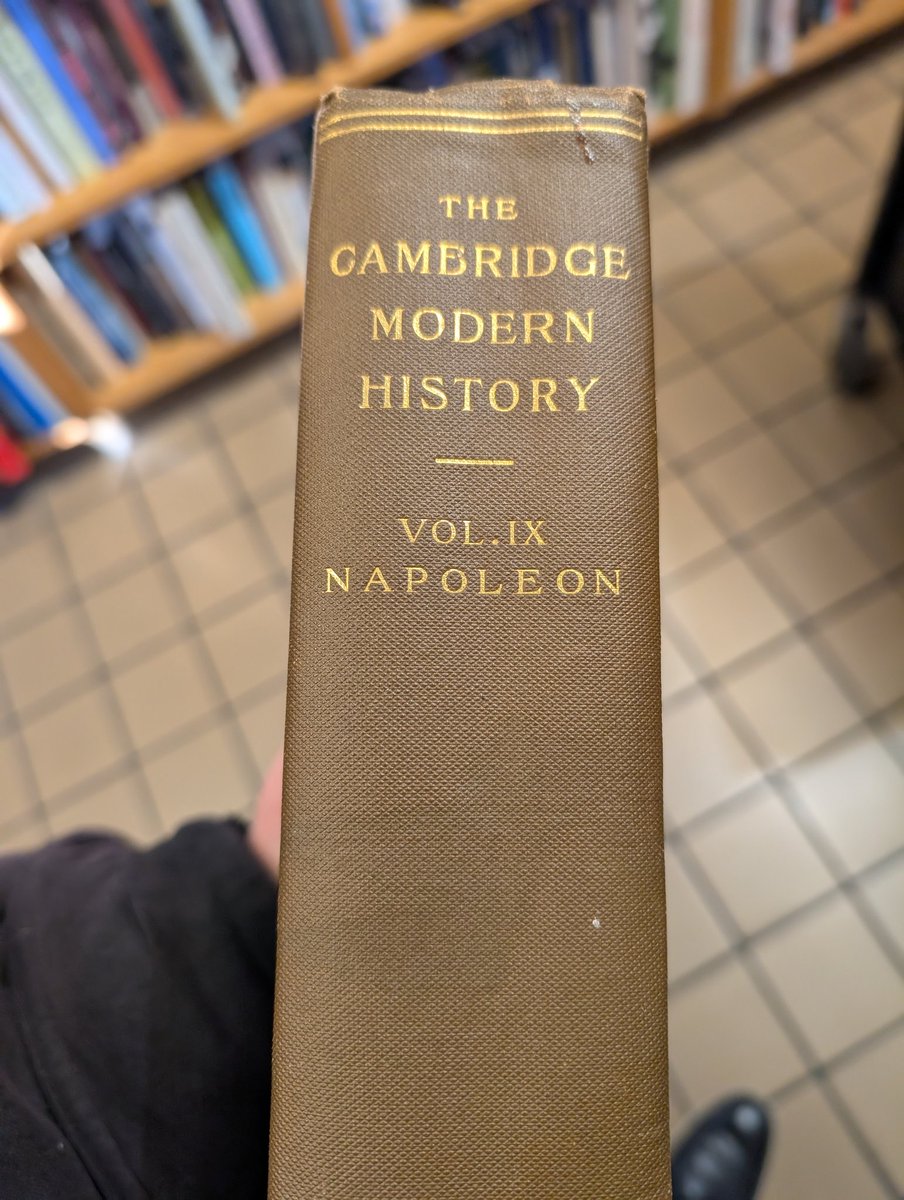 THE
CAMBRIDGE
MODERN
HISTORY
VOL.IX
NAPOLEON